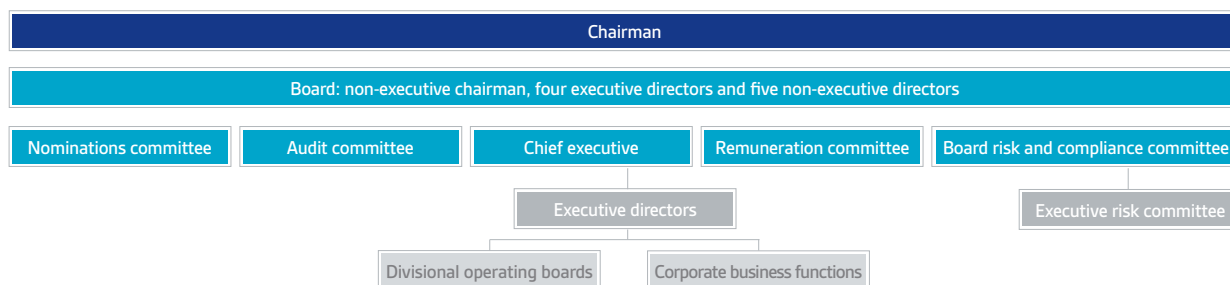 Chairman
Board: non-executive chairman, four executive directors and five non-executive directors
Nominations committee
Audit committee
Chief executive
Remuneration committee
Board risk and compliance committee
Executive directors
Executive risk committee
Divisional operating boards
Corporate business functions